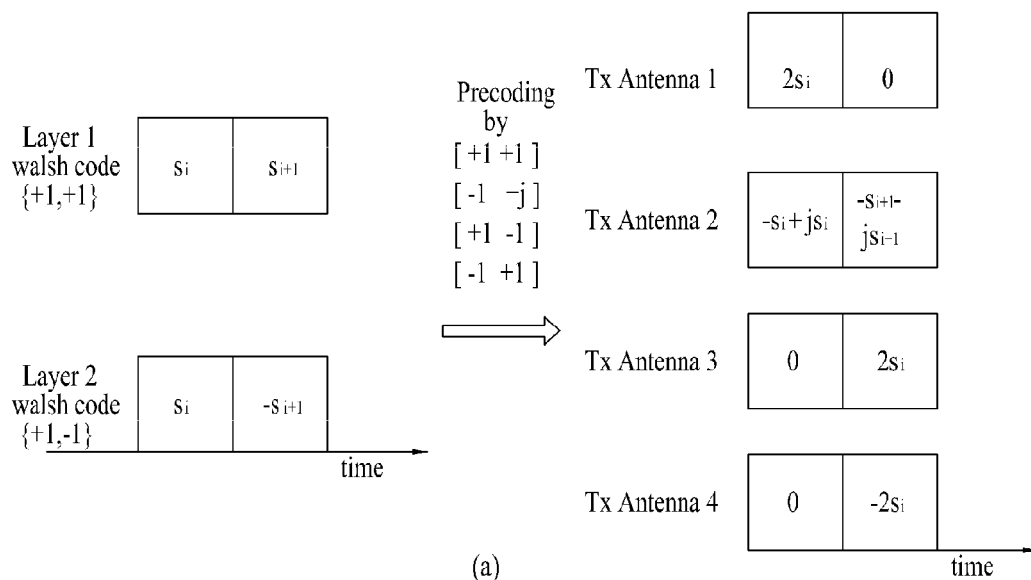 Layer 1
walsh code
{+1,+1}
si
si+1
Layer 2
walsh code
{+1,-1}
si
-si+1
time
Precoding
by
[ +1 +1 ]
[ -1 -j ]
[ +1 -1 ]
[ -1 +1 ]
Tx Antenna 1
2si
0
Tx Antenna 2
-si+jsi
-si+1-
jsi-1
Tx Antenna 3
0
2si
Tx Antenna 4
0
-2si
time
(a)